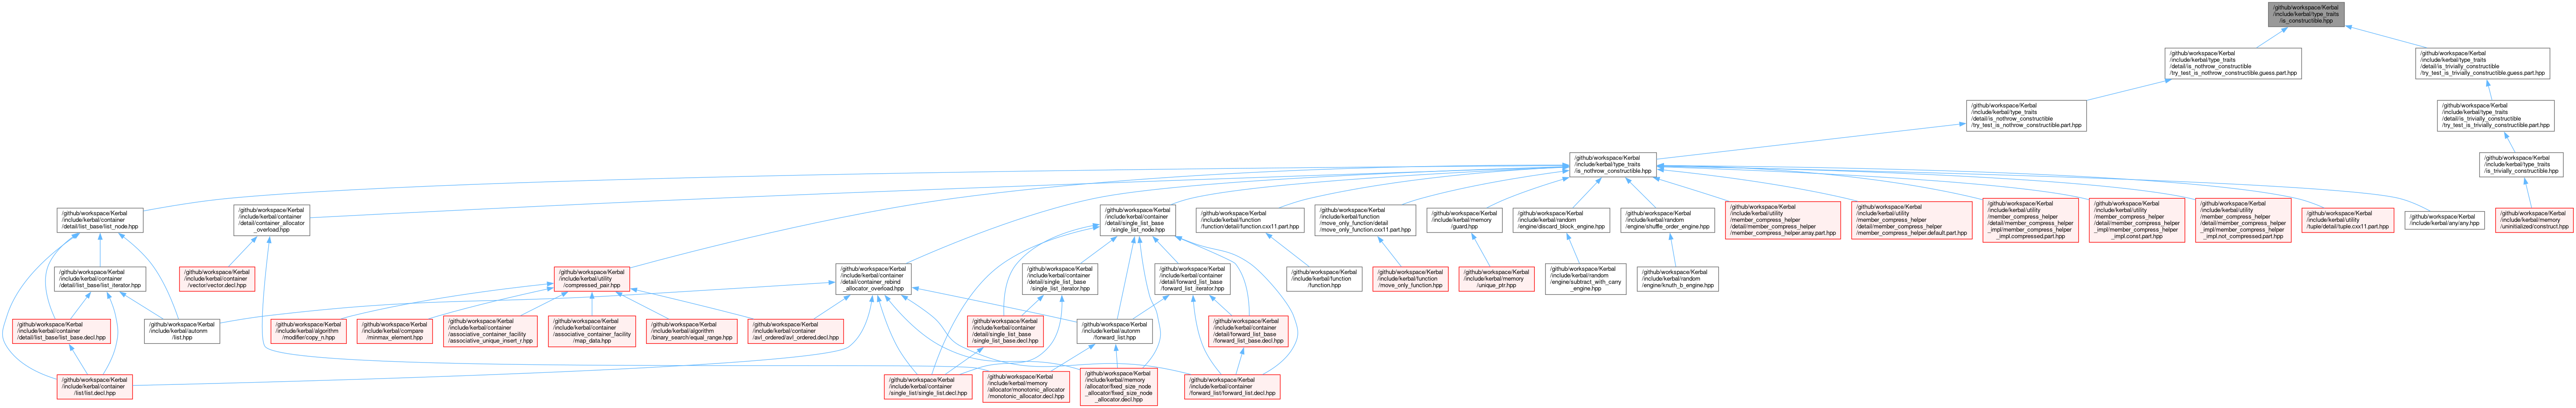 /github/workspace/Kerbal
/include/kerbal/type_traits
/is_constructible.hpp
/github/workspace/Kerbal
/include/kerbal/type_traits
/detail/is_nothrow_constructible
/try_test_is_nothrow_constructible.guess.part.hpp
/github/workspace/Kerbal
/include/kerbal/type_traits
/detail/is_trivially_constructible
/try_test_is_trivially_constructible.guess.part.hpp
/github/workspace/Kerbal
/include/kerbal/type_traits
/detail/is_nothrow_constructible
/try_test_is_nothrow_constructible.part.hpp
/github/workspace/Kerbal
/include/kerbal/type_traits
/detail/is_trivially_constructible
/try_test_is_trivially_constructible.part.hpp
/github/workspace/Kerbal
/include/kerbal/type_traits
/is_nothrow_constructible.hpp
/github/workspace/Kerbal
/include/kerbal/type_traits
/is_trivially_constructible.hpp
/github/workspace/Kerbal
/include/kerbal/container
/detail/list_base/list_node.hpp
/github/workspace/Kerbal
/include/kerbal/container
/detail/container_allocator
_overload.hpp
/github/workspace/Kerbal
/include/kerbal/container
/detail/single_list_base
/single_list_node.hpp
/github/workspace/Kerbal
/include/kerbal/function
/function/detail/function.cxx11.part.hpp
/github/workspace/Kerbal
/include/kerbal/function
/move_only_function/detail
/move_only_function.cxx11.part.hpp
/github/workspace/Kerbal
/include/kerbal/memory
/guard.hpp
/github/workspace/Kerbal
/include/kerbal/random
/engine/discard_block_engine.hpp
/github/workspace/Kerbal
/include/kerbal/random
/engine/shuffle_order_engine.hpp
/github/workspace/Kerbal
/include/kerbal/utility
/member_compress_helper
/detail/member_compress_helper
/member_compress_helper.array.part.hpp
/github/workspace/Kerbal
/include/kerbal/utility
/member_compress_helper
/detail/member_compress_helper
/member_compress_helper.default.part.hpp
/github/workspace/Kerbal
/include/kerbal/utility
/member_compress_helper
/detail/member_compress_helper
_impl/member_compress_helper
_impl.compressed.part.hpp
/github/workspace/Kerbal
/include/kerbal/utility
/member_compress_helper
/detail/member_compress_helper
_impl/member_compress_helper
_impl.const.part.hpp
/github/workspace/Kerbal
/include/kerbal/utility
/member_compress_helper
/detail/member_compress_helper
_impl/member_compress_helper
_impl.not_compressed.part.hpp
/github/workspace/Kerbal
/include/kerbal/utility
/tuple/detail/tuple.cxx11.part.hpp
/github/workspace/Kerbal
/include/kerbal/any/any.hpp
/github/workspace/Kerbal
/include/kerbal/memory
/uninitialized/construct.hpp
/github/workspace/Kerbal
/include/kerbal/container
/detail/list_base/list_iterator.hpp
/github/workspace/Kerbal
/include/kerbal/container
/vector/vector.decl.hpp
/github/workspace/Kerbal
/include/kerbal/utility
/compressed_pair.hpp
/github/workspace/Kerbal
/include/kerbal/container
/detail/container_rebind
_allocator_overload.hpp
/github/workspace/Kerbal
/include/kerbal/container
/detail/single_list_base
/single_list_iterator.hpp
/github/workspace/Kerbal
/include/kerbal/container
/detail/forward_list_base
/forward_list_iterator.hpp
/github/workspace/Kerbal
/include/kerbal/function
/function.hpp
/github/workspace/Kerbal
/include/kerbal/function
/move_only_function.hpp
/github/workspace/Kerbal
/include/kerbal/memory
/unique_ptr.hpp
/github/workspace/Kerbal
/include/kerbal/random
/engine/subtract_with_carry
_engine.hpp
/github/workspace/Kerbal
/include/kerbal/random
/engine/knuth_b_engine.hpp
/github/workspace/Kerbal
/include/kerbal/container
/detail/list_base/list_base.decl.hpp
/github/workspace/Kerbal
/include/kerbal/autonm
/list.hpp
/github/workspace/Kerbal
/include/kerbal/algorithm
/modifier/copy_n.hpp
/github/workspace/Kerbal
/include/kerbal/compare
/minmax_element.hpp
/github/workspace/Kerbal
/include/kerbal/container
/associative_container_facility
/associative_unique_insert_r.hpp
/github/workspace/Kerbal
/include/kerbal/container
/associative_container_facility
/map_data.hpp
/github/workspace/Kerbal
/include/kerbal/algorithm
/binary_search/equal_range.hpp
/github/workspace/Kerbal
/include/kerbal/container
/avl_ordered/avl_ordered.decl.hpp
/github/workspace/Kerbal
/include/kerbal/container
/detail/single_list_base
/single_list_base.decl.hpp
/github/workspace/Kerbal
/include/kerbal/autonm
/forward_list.hpp
/github/workspace/Kerbal
/include/kerbal/container
/detail/forward_list_base
/forward_list_base.decl.hpp
/github/workspace/Kerbal
/include/kerbal/container
/list/list.decl.hpp
/github/workspace/Kerbal
/include/kerbal/container
/single_list/single_list.decl.hpp
/github/workspace/Kerbal
/include/kerbal/memory
/allocator/monotonic_allocator
/monotonic_allocator.decl.hpp
/github/workspace/Kerbal
/include/kerbal/memory
/allocator/fixed_size_node
_allocator/fixed_size_node
_allocator.decl.hpp
/github/workspace/Kerbal
/include/kerbal/container
/forward_list/forward_list.decl.hpp